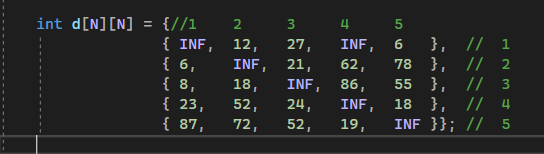 int d[N][N] = {//1 2 3 4 5
{ INF, 12, 27, INF, 6 }, // 1
{ 6, INF, 21, 62, 78 }, // 2
{ 8, 18, INF, 86, 55 }, // 3
{ 23, 52, 24, INF, 18 }, // 4
{ 87, 72, 52, 19, INF }}; // 5